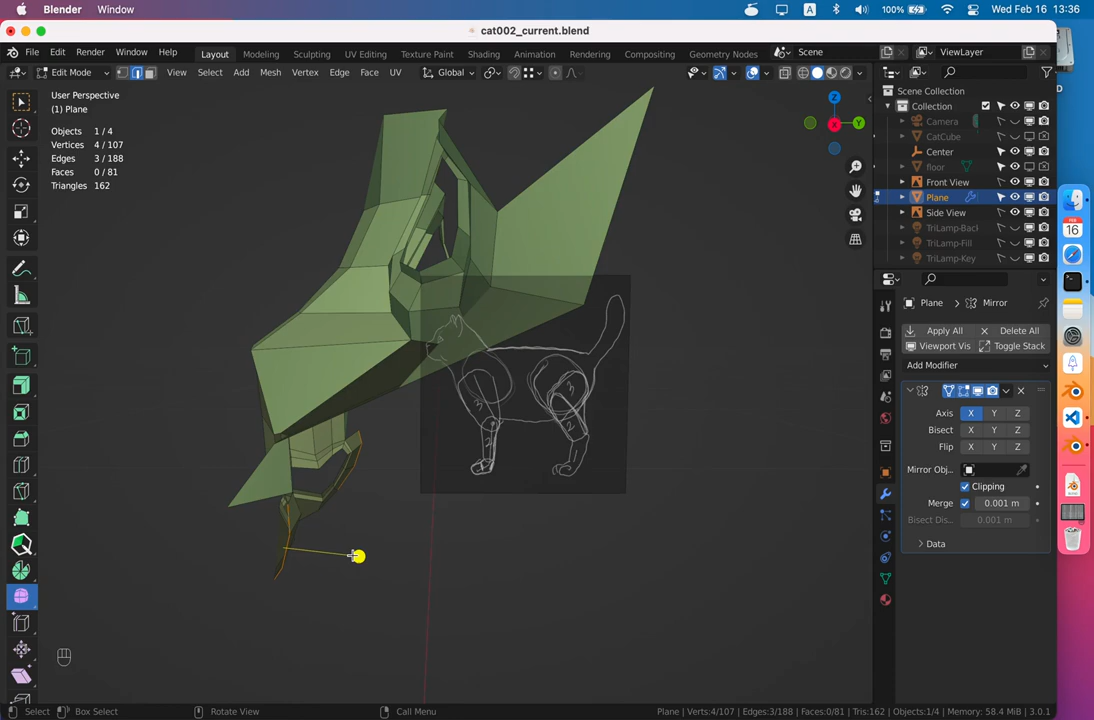 Blender Window A 100% Wed Feb 16 13:36
cat002_current.blend
File Edit Render Window Help Layout Modeling Sculpting UV Editing Texture Paint Shading Animation Rendering Compositing Geometry Nodes Scene ViewLayer
Edit Mode View Select Add Mesh Vertex Edge Face UV Global
User Perspective
(1) Plane
Objects 1 / 4
Vertices 4 / 107
Edges 3 / 188
Faces 0 / 81
Triangles 162
Z
Y
X
3
3
2
2
Scene Collection
Collection
Camera
CatCube
Center
floor
Front View
Plane
Side View
TriLamp-Back
TriLamp-Fill
TriLamp-Key
Plane > Mirror
Apply All Delete All
Viewport Vis Toggle Stack
Add Modifier
Axis X Y Z
Bisect X Y Z
Flip X Y Z
Mirror Obj..
Clipping
Merge 0.001 m
Bisect Dis... 0.001 m
Data
FEB
16
Select Box Select Rotate View Call Menu Plane | Verts:4/107 | Edges:3/188 | Faces:0/81 | Tris:162 | Objects:1/4 | Memory: 58.4 MiB | 3.0.1